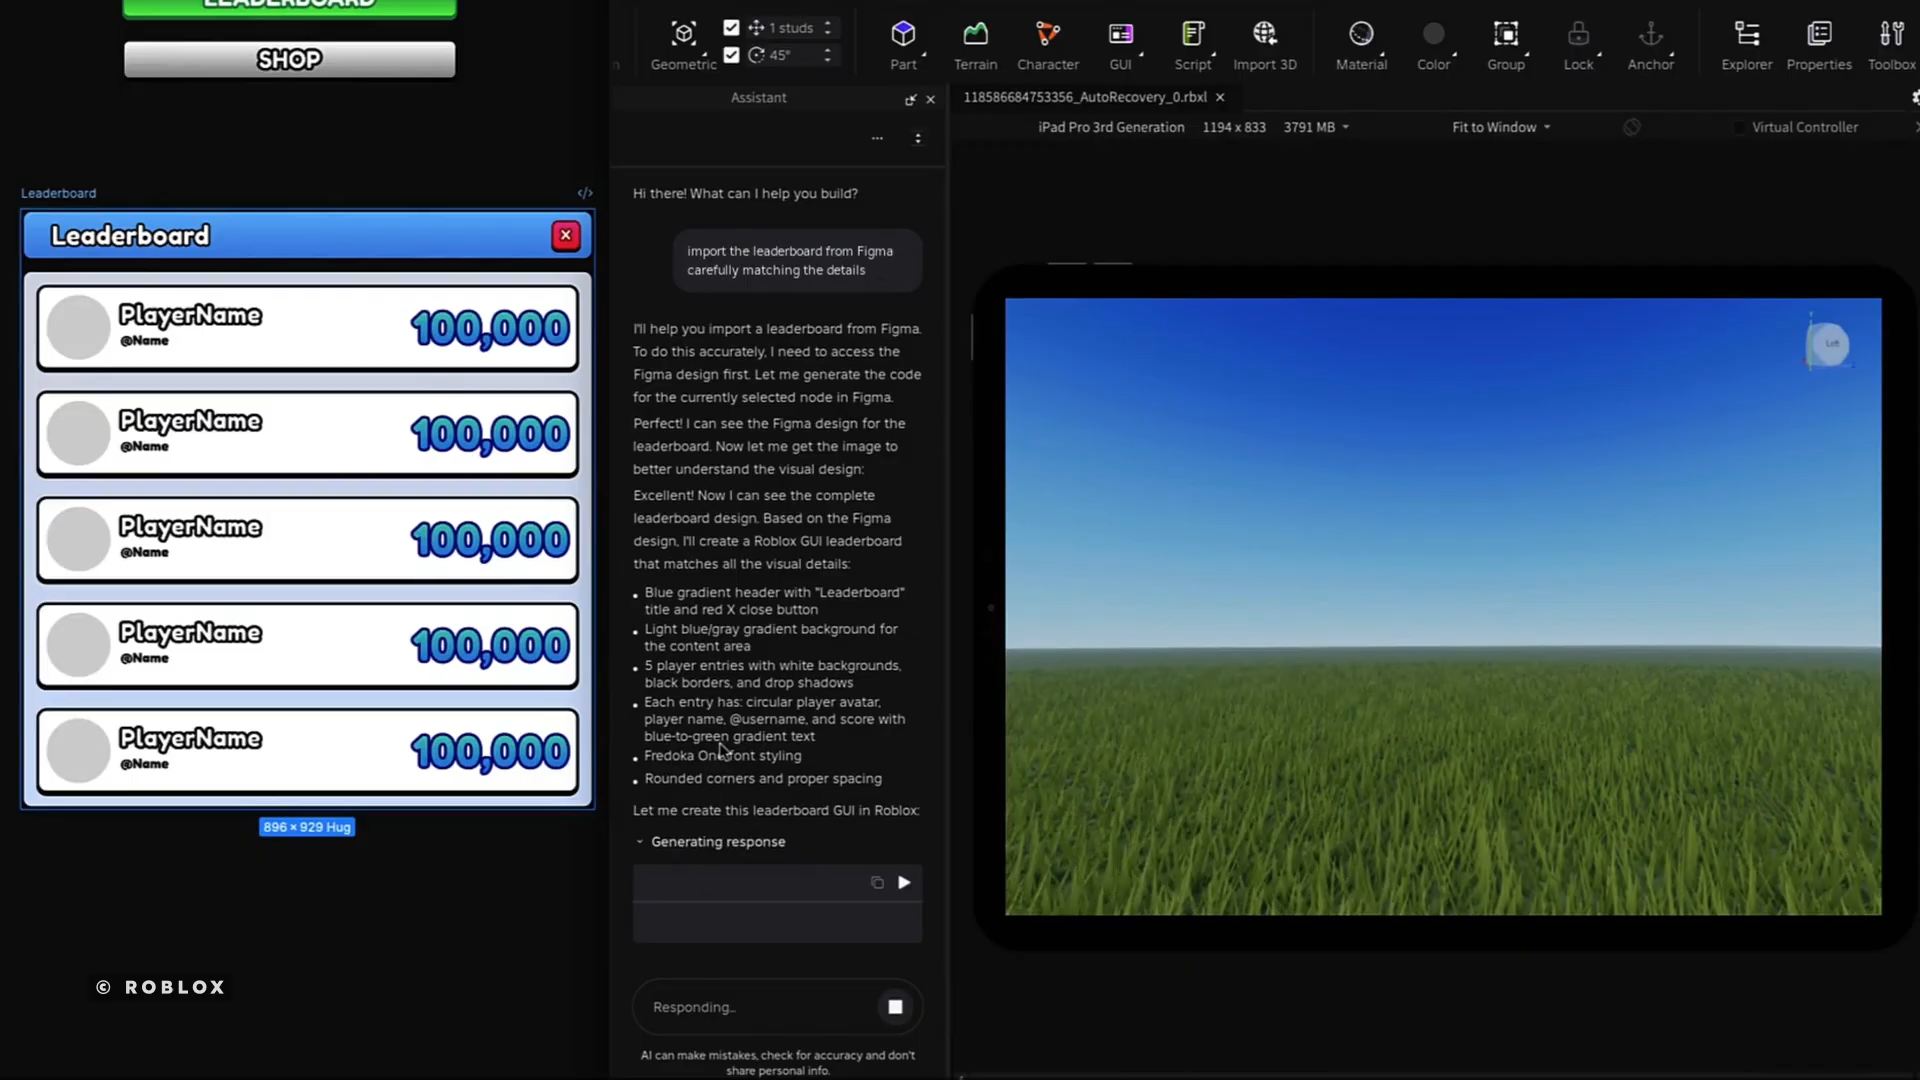 LEADERBOARD
SHOP
Leaderboard
Leaderboard
PlayerName
@Name
100,000
PlayerName
@Name
100,000
PlayerName
@Name
100,000
PlayerName
@Name
100,000
PlayerName
@Name
100,000
896 × 929 Hug
© ROBLOX
Geometric
1 studs
45°
Part
Terrain
Character
GUI
Script
Import 3D
Material
Color
Group
Lock
Anchor
Explorer
Properties
Toolbox
Assistant
Hi there! What can I help you build?
import the leaderboard from Figma
carefully matching the details
I'll help you import a leaderboard from Figma.
To do this accurately, I need to access the
Figma design first. Let me generate the code
for the currently selected node in Figma.
Perfect! I can see the Figma design for the
leaderboard. Now let me get the image to
better understand the visual design:
Excellent! Now I can see the complete
leaderboard design. Based on the Figma
design, I'll create a Roblox GUI leaderboard
that matches all the visual details:
• Blue gradient header with "Leaderboard"
title and red X close button
• Light blue/gray gradient background for
the content area
• 5 player entries with white backgrounds,
black borders, and drop shadows
• Each entry has: circular player avatar,
player name, @username, and score with
blue-to-green gradient text
• Fredoka One font styling
• Rounded corners and proper spacing
Let me create this leaderboard GUI in Roblox:
Generating response
Responding...
AI can make mistakes, check for accuracy and don't
share personal info.
118586684753356_AutoRecovery_0.rbxl
iPad Pro 3rd Generation 1194 x 833 3791 MB
Fit to Window
Virtual Controller
Left